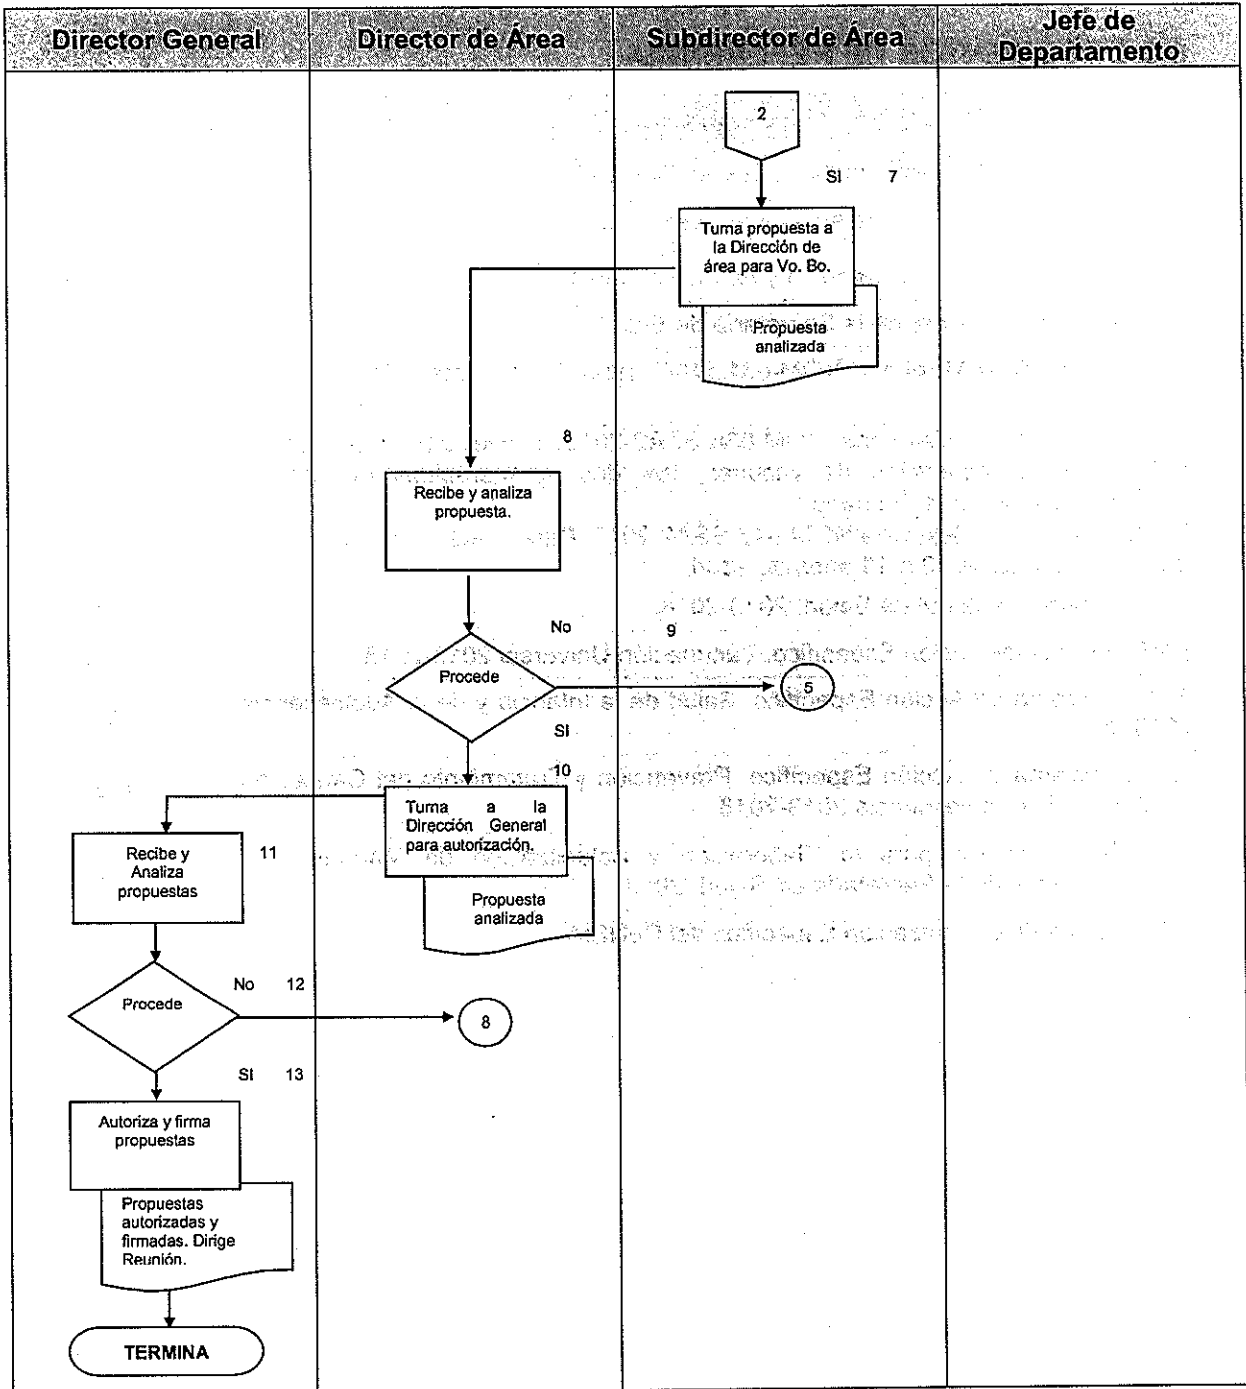 Director General
Director de Área
Subdirector de Área
Jefe de
Departamento
2
SI 7
Turna propuesta a
la Dirección de
área para Vo. Bo.
Propuesta
analizada
8
Recibe y analiza
propuesta.
No 9
Procede
5
SI
10
Turna a la
Dirección General
para autorización.
Propuesta
analizada
Recibe y
Analiza
propuestas
11
No 12
Procede
8
SI 13
Autoriza y firma
propuestas
Propuestas
autorizadas y
firmadas. Dirige
Reunión.
TERMINA